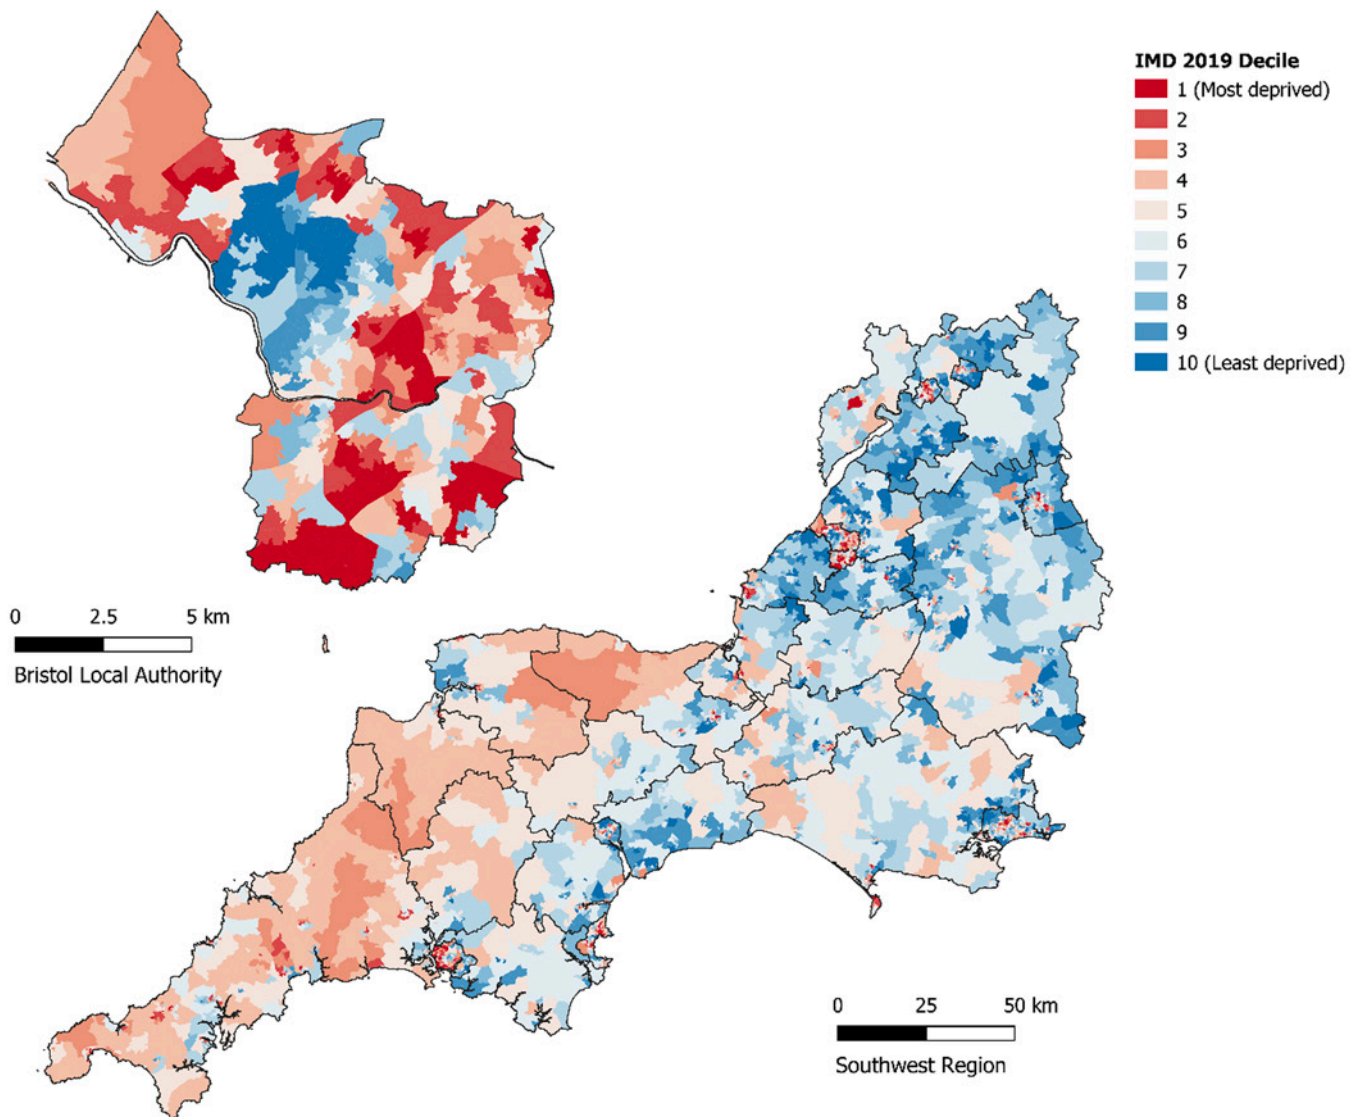 IMD 2019 Decile
1 (Most deprived)
2
3
4
5
6
7
8
9
10 (Least deprived)
0 2.5 5 km
Bristol Local Authority
0 25 50 km
Southwest Region